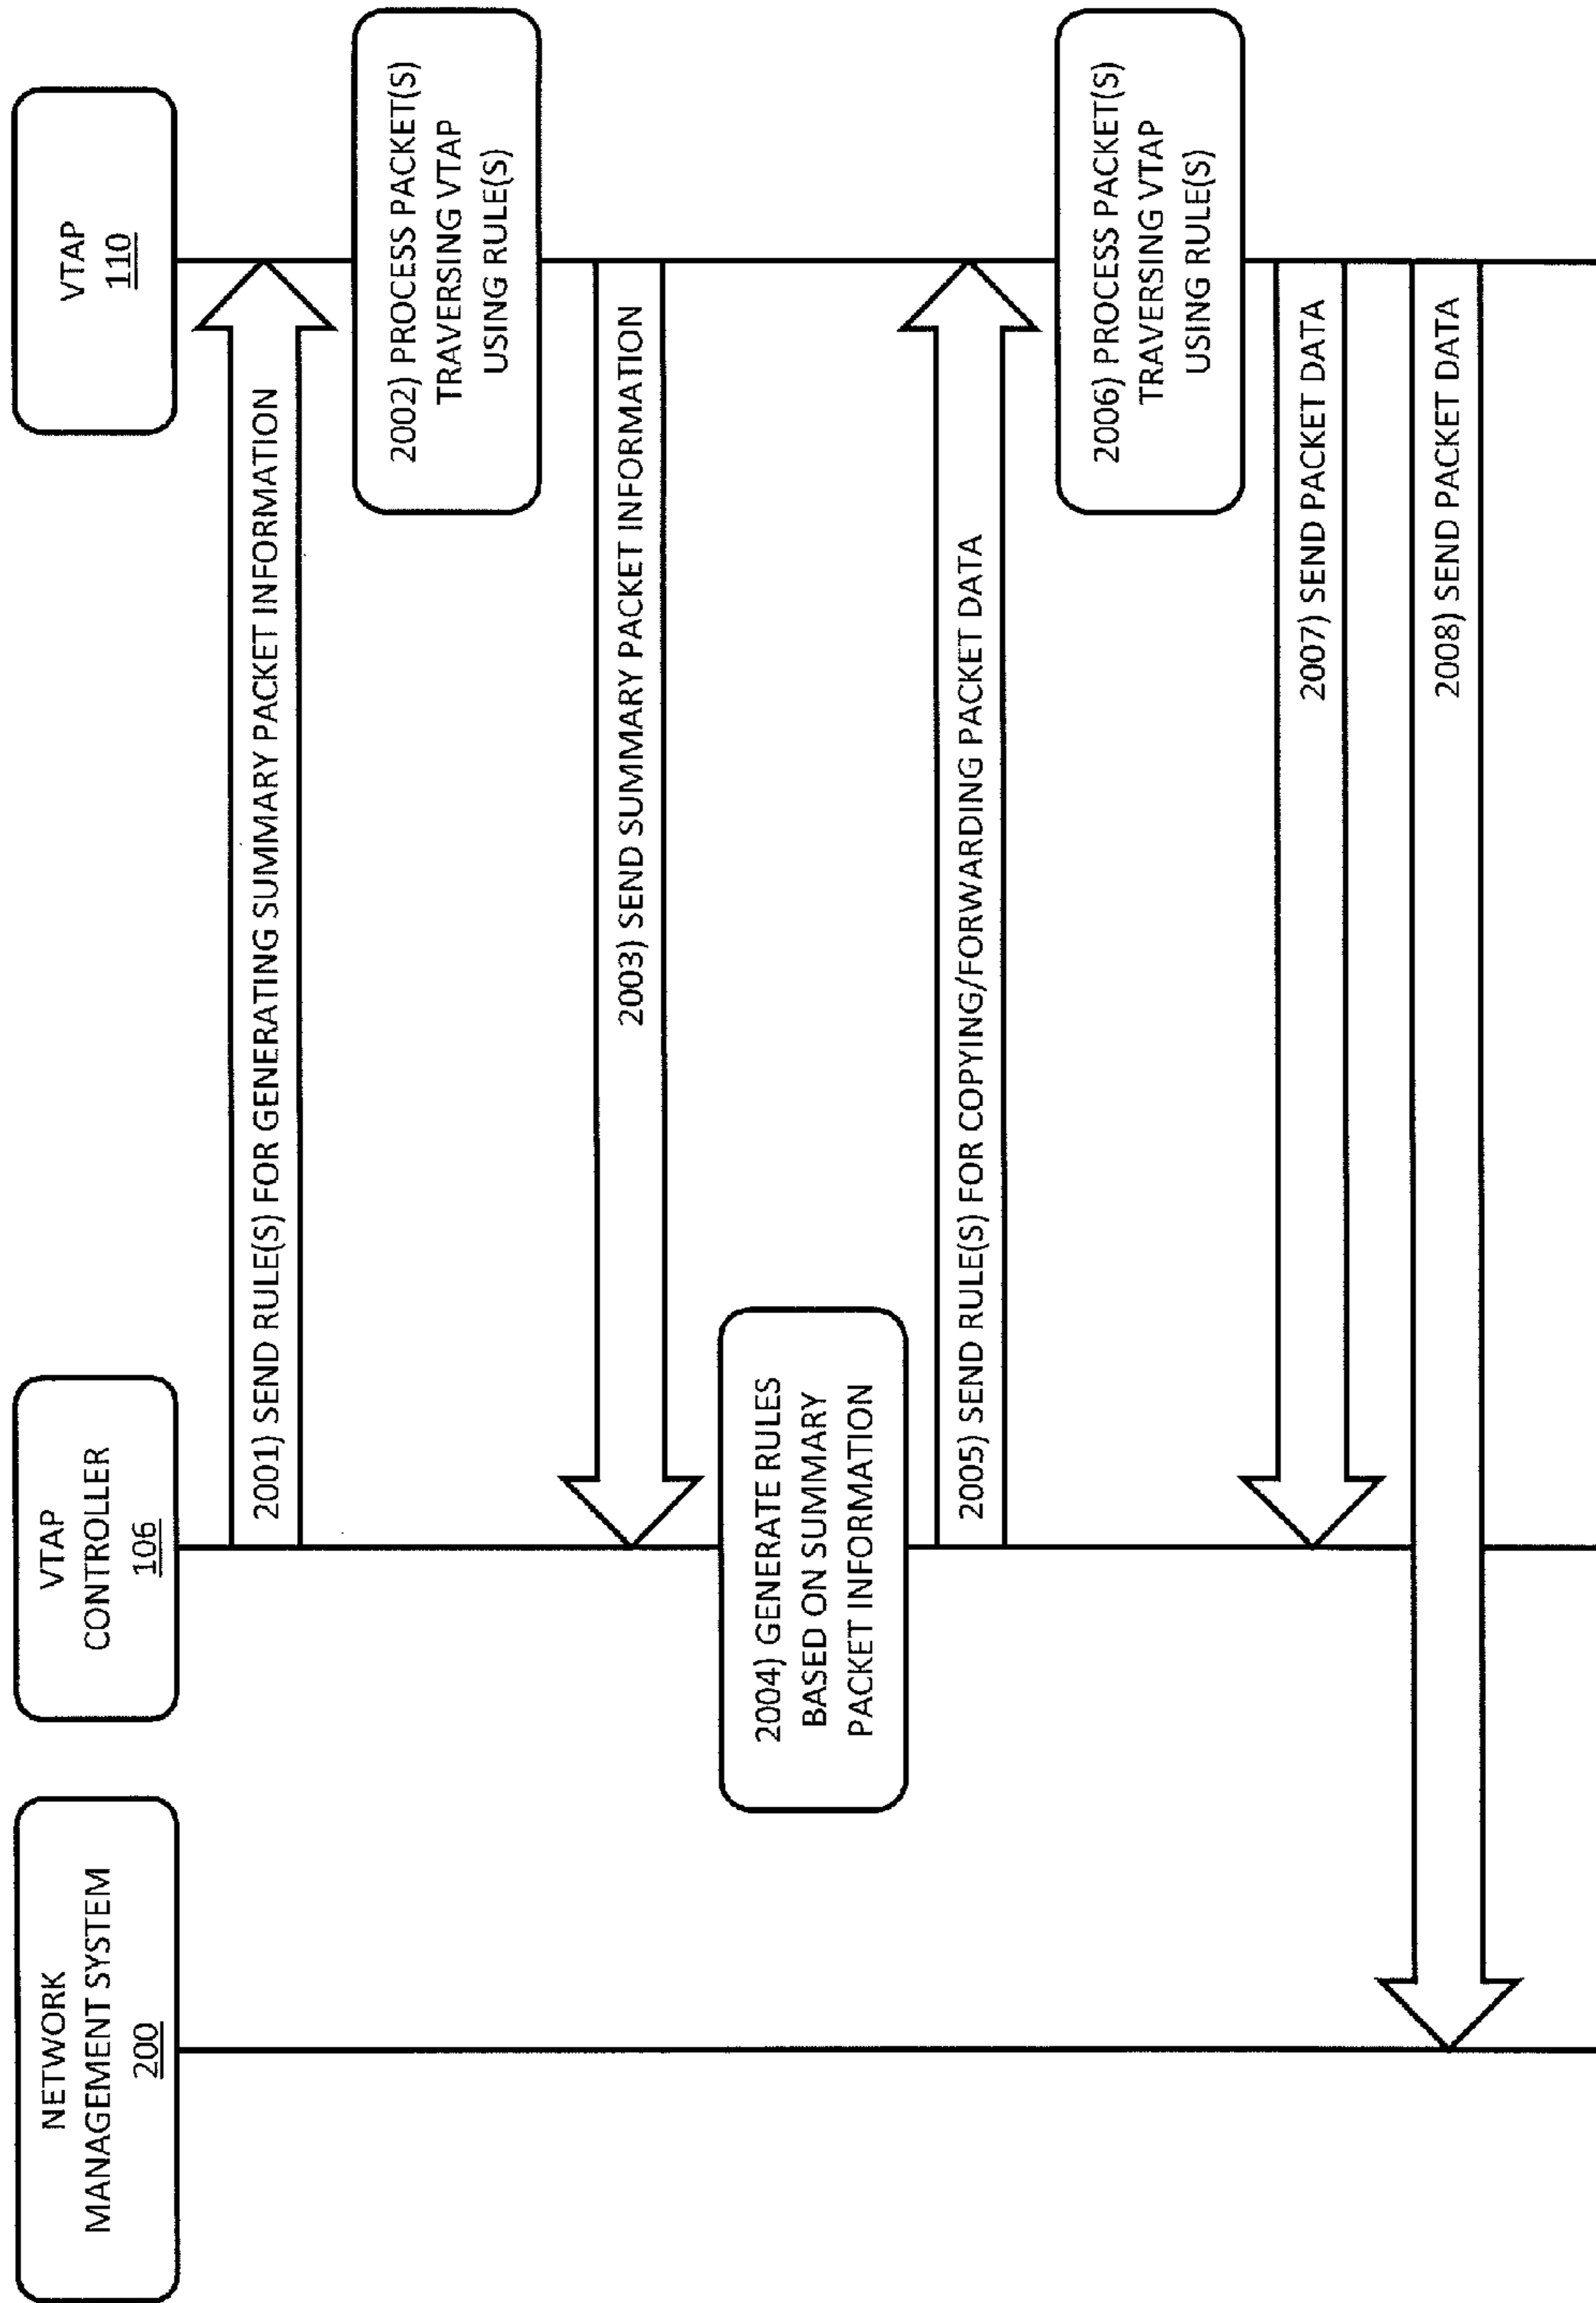 NETWORK
MANAGEMENT SYSTEM
200
VTAP
CONTROLLER
106
VTAP
110
2001) SEND RULE(S) FOR GENERATING SUMMARY PACKET INFORMATION
2002) PROCESS PACKET(S)
TRAVERSING VTAP
USING RULE(S)
2003) SEND SUMMARY PACKET INFORMATION
2004) GENERATE RULES
BASED ON SUMMARY
PACKET INFORMATION
2005) SEND RULE(S) FOR COPYING/FORWARDING PACKET DATA
2006) PROCESS PACKET(S)
TRAVERSING VTAP
USING RULE(S)
2007) SEND PACKET DATA
2008) SEND PACKET DATA